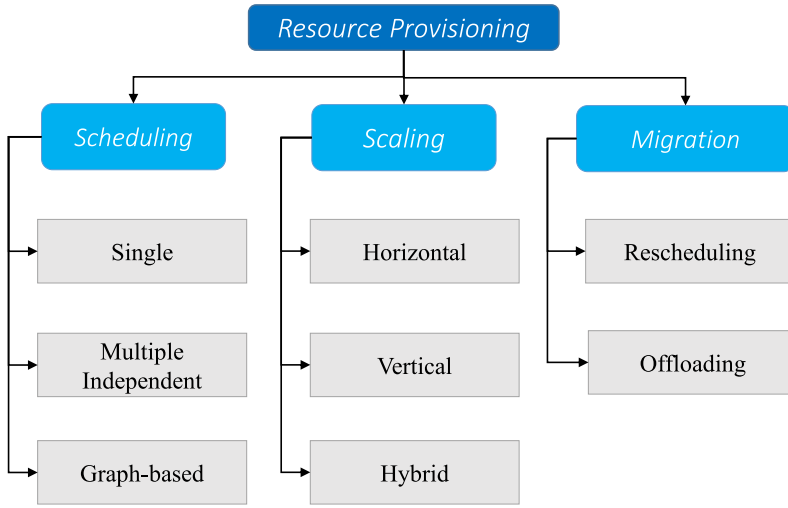 Resource Provisioning
Scheduling
Scaling
Migration
Single
Horizontal
Rescheduling
Multiple
Independent
Vertical
Offloading
Graph-based
Hybrid